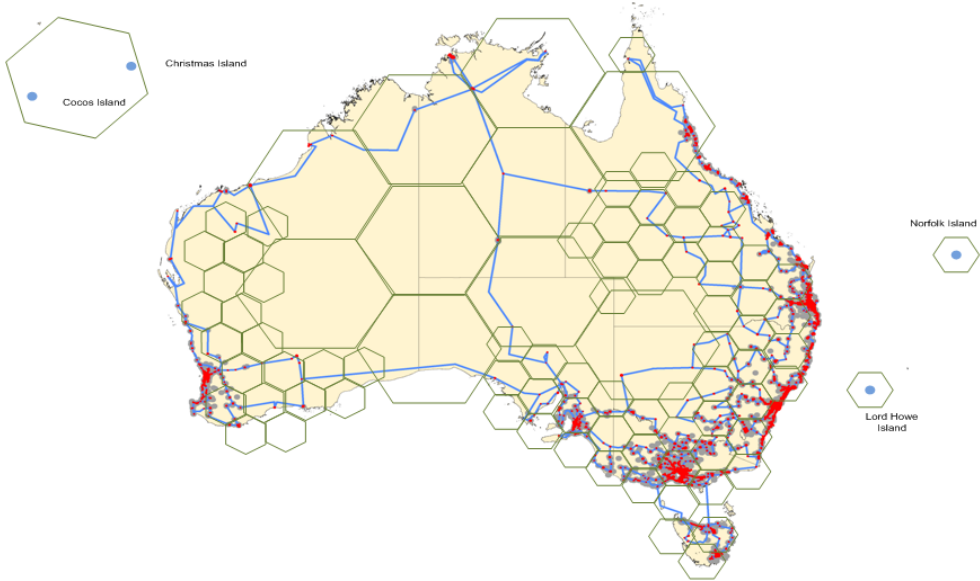 Christmas Island
Cocos Island
Norfolk Island
Lord Howe
Island